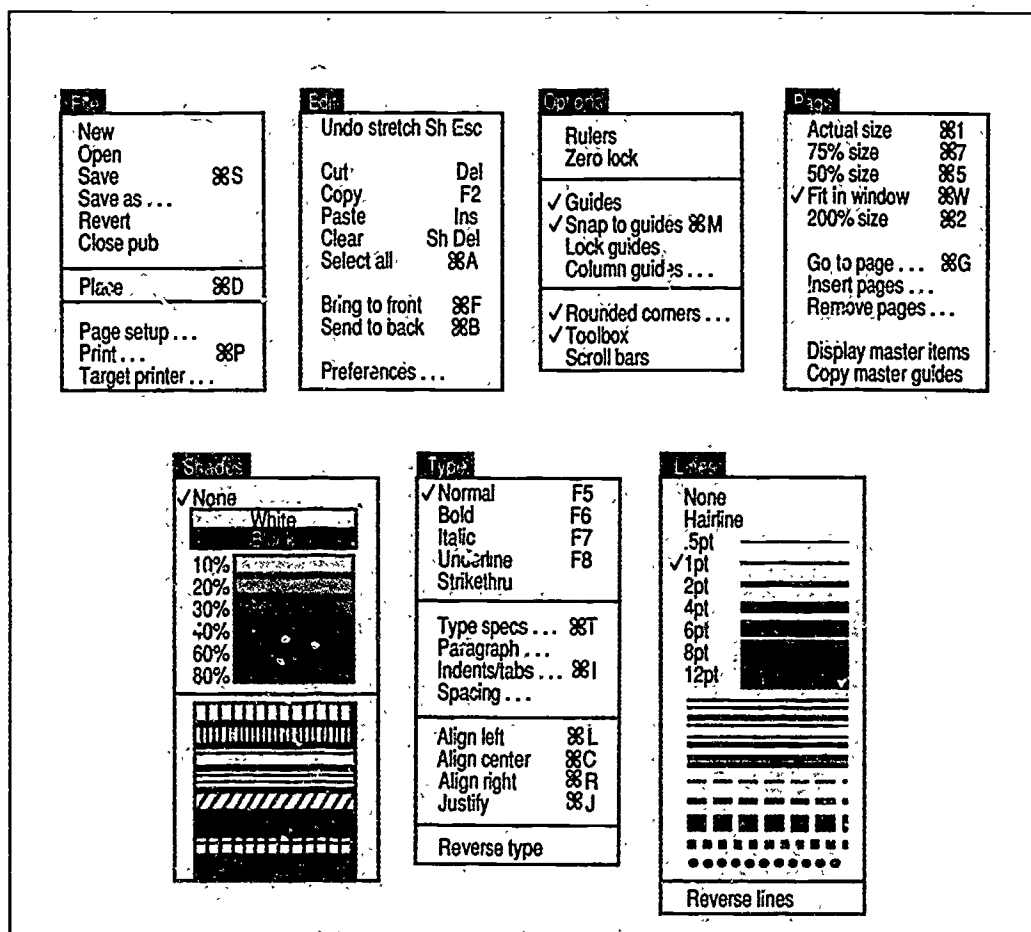 File
New
Open
Save ⌘S
Save as ...
Revert
Close pub
Place ⌘D
Page setup ...
Print ... ⌘P
Target printer ...
Edit
Undo stretch Sh Esc
Cut Del
Copy F2
Paste Ins
Clear Sh Del
Select all ⌘A
Bring to front ⌘F
Send to back ⌘B
Preferences ...
Options
Rulers
Zero lock
✓Guides
✓Snap to guides ⌘M
Lock guides
Column guides ...
✓Rounded corners ...
✓Toolbox
Scroll bars
Page
Actual size ⌘1
75% size ⌘7
50% size ⌘5
✓Fit in window ⌘W
200% size ⌘2
Go to page ... ⌘G
Insert pages ...
Remove pages ...
Display master items
Copy master guides
Shades
✓None
White
Black
10%
20%
30%
40%
60%
80%
Type
✓Normal F5
Bold F6
Italic F7
Underline F8
Strikethru
Type specs ... ⌘T
Paragraph ...
Indents/tabs ... ⌘I
Spacing ...
Align left ⌘L
Align center ⌘C
Align right ⌘R
Justify ⌘J
Reverse type
Lines
None
Hairline
.5pt
✓1pt
2pt
4pt
6pt
8pt
12pt
Reverse lines